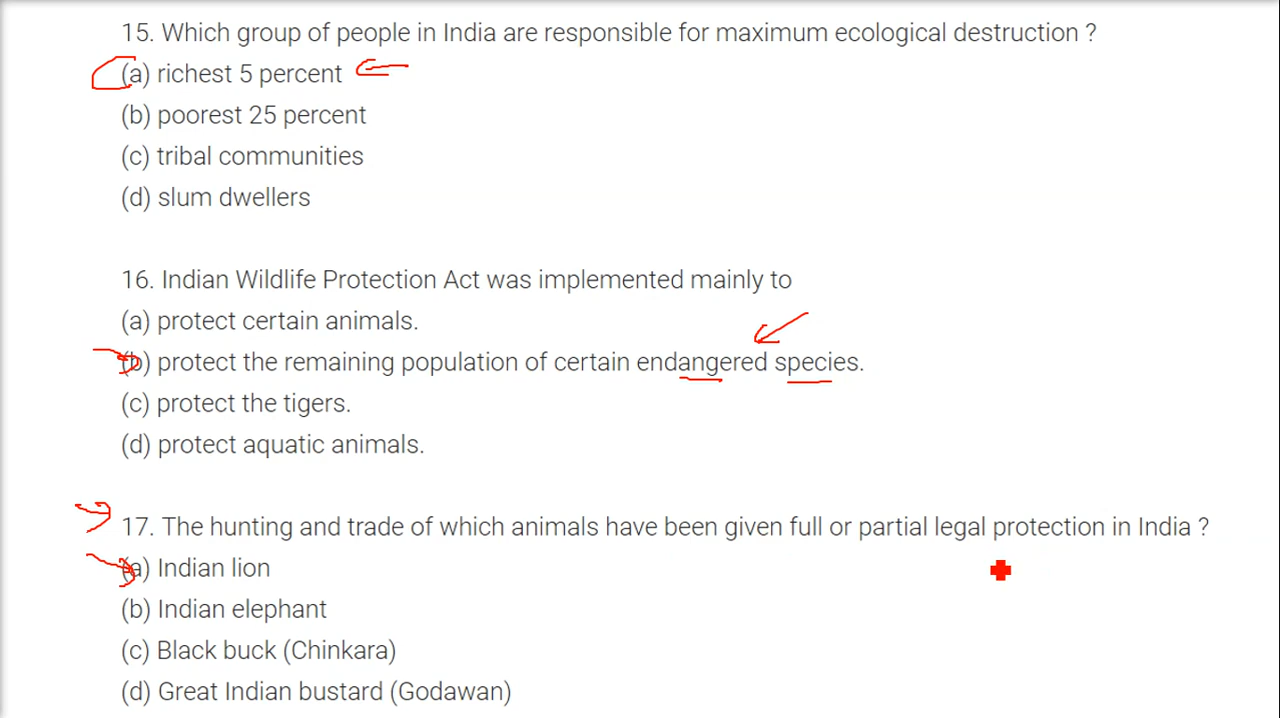 15. Which group of people in India are responsible for maximum ecological destruction ?
(a) richest 5 percent
(b) poorest 25 percent
(c) tribal communities
(d) slum dwellers
16. Indian Wildlife Protection Act was implemented mainly to
(a) protect certain animals.
(b) protect the remaining population of certain endangered species.
(c) protect the tigers.
(d) protect aquatic animals.
17. The hunting and trade of which animals have been given full or partial legal protection in India ?
(a) Indian lion
(b) Indian elephant
(c) Black buck (Chinkara)
(d) Great Indian bustard (Godawan)